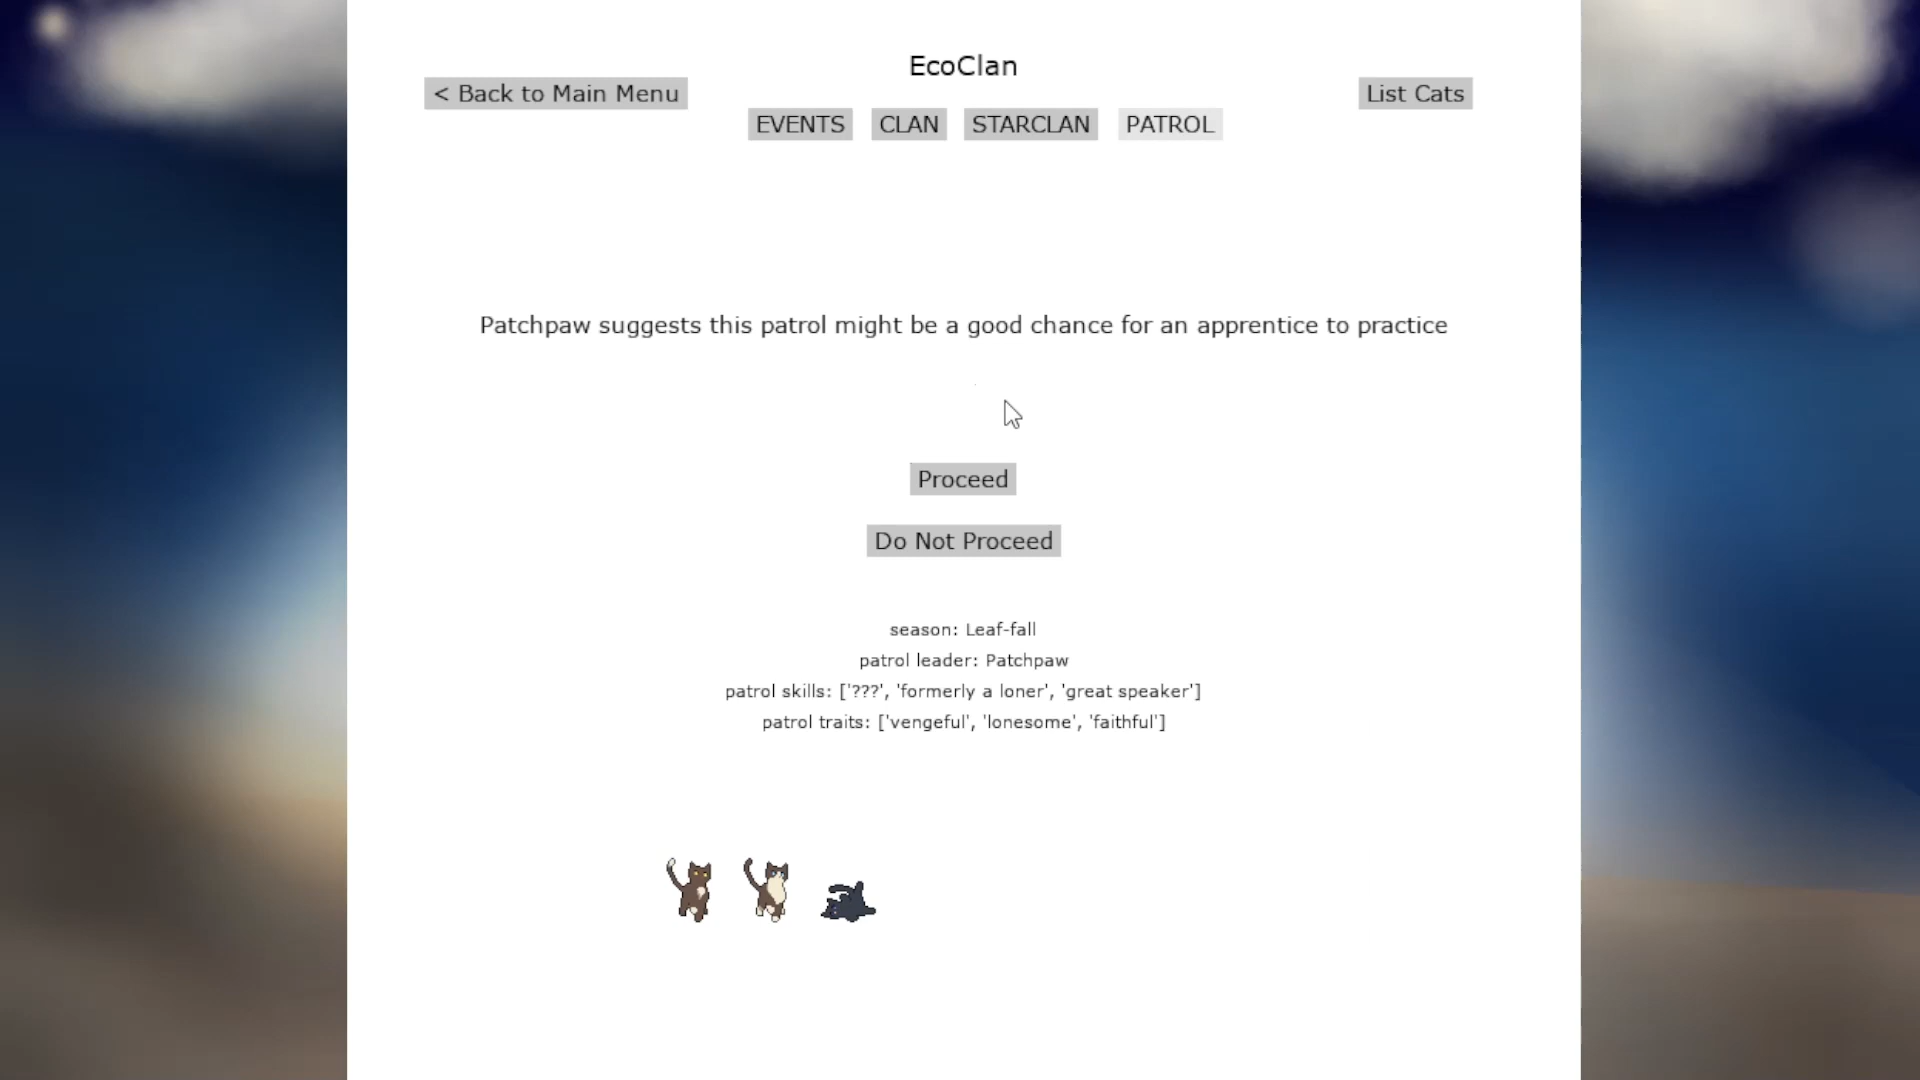 EcoClan
< Back to Main Menu
List Cats
EVENTS CLAN STARCLAN PATROL
Patchpaw suggests this patrol might be a good chance for an apprentice to practice
Proceed
Do Not Proceed
season: Leaf-fall
patrol leader: Patchpaw
patrol skills: ['???', 'formerly a loner', 'great speaker']
patrol traits: ['vengeful', 'lonesome', 'faithful']